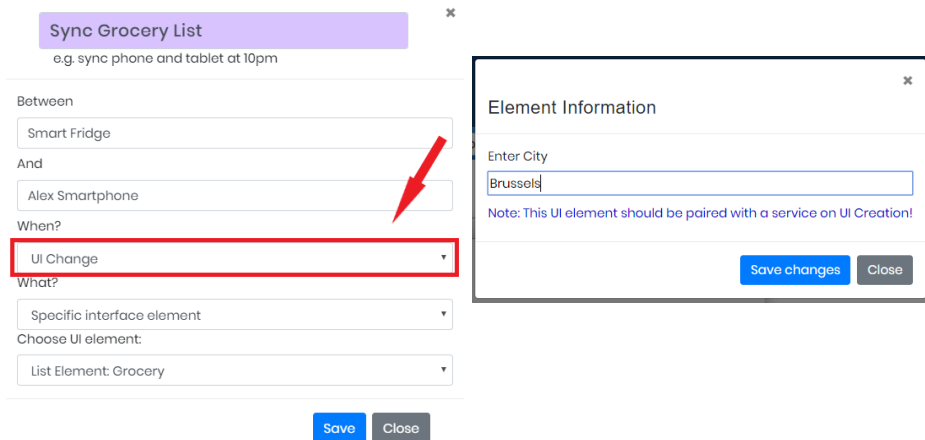 Sync Grocery List
e.g. sync phone and tablet at 10pm
Between
Smart Fridge
And
Alex Smartphone
When?
UI Change
What?
Specific interface element
Choose UI element:
List Element: Grocery
Save Close
Element Information
Enter City
Brussels
Note: This UI element should be paired with a service on UI Creation!
Save changes Close